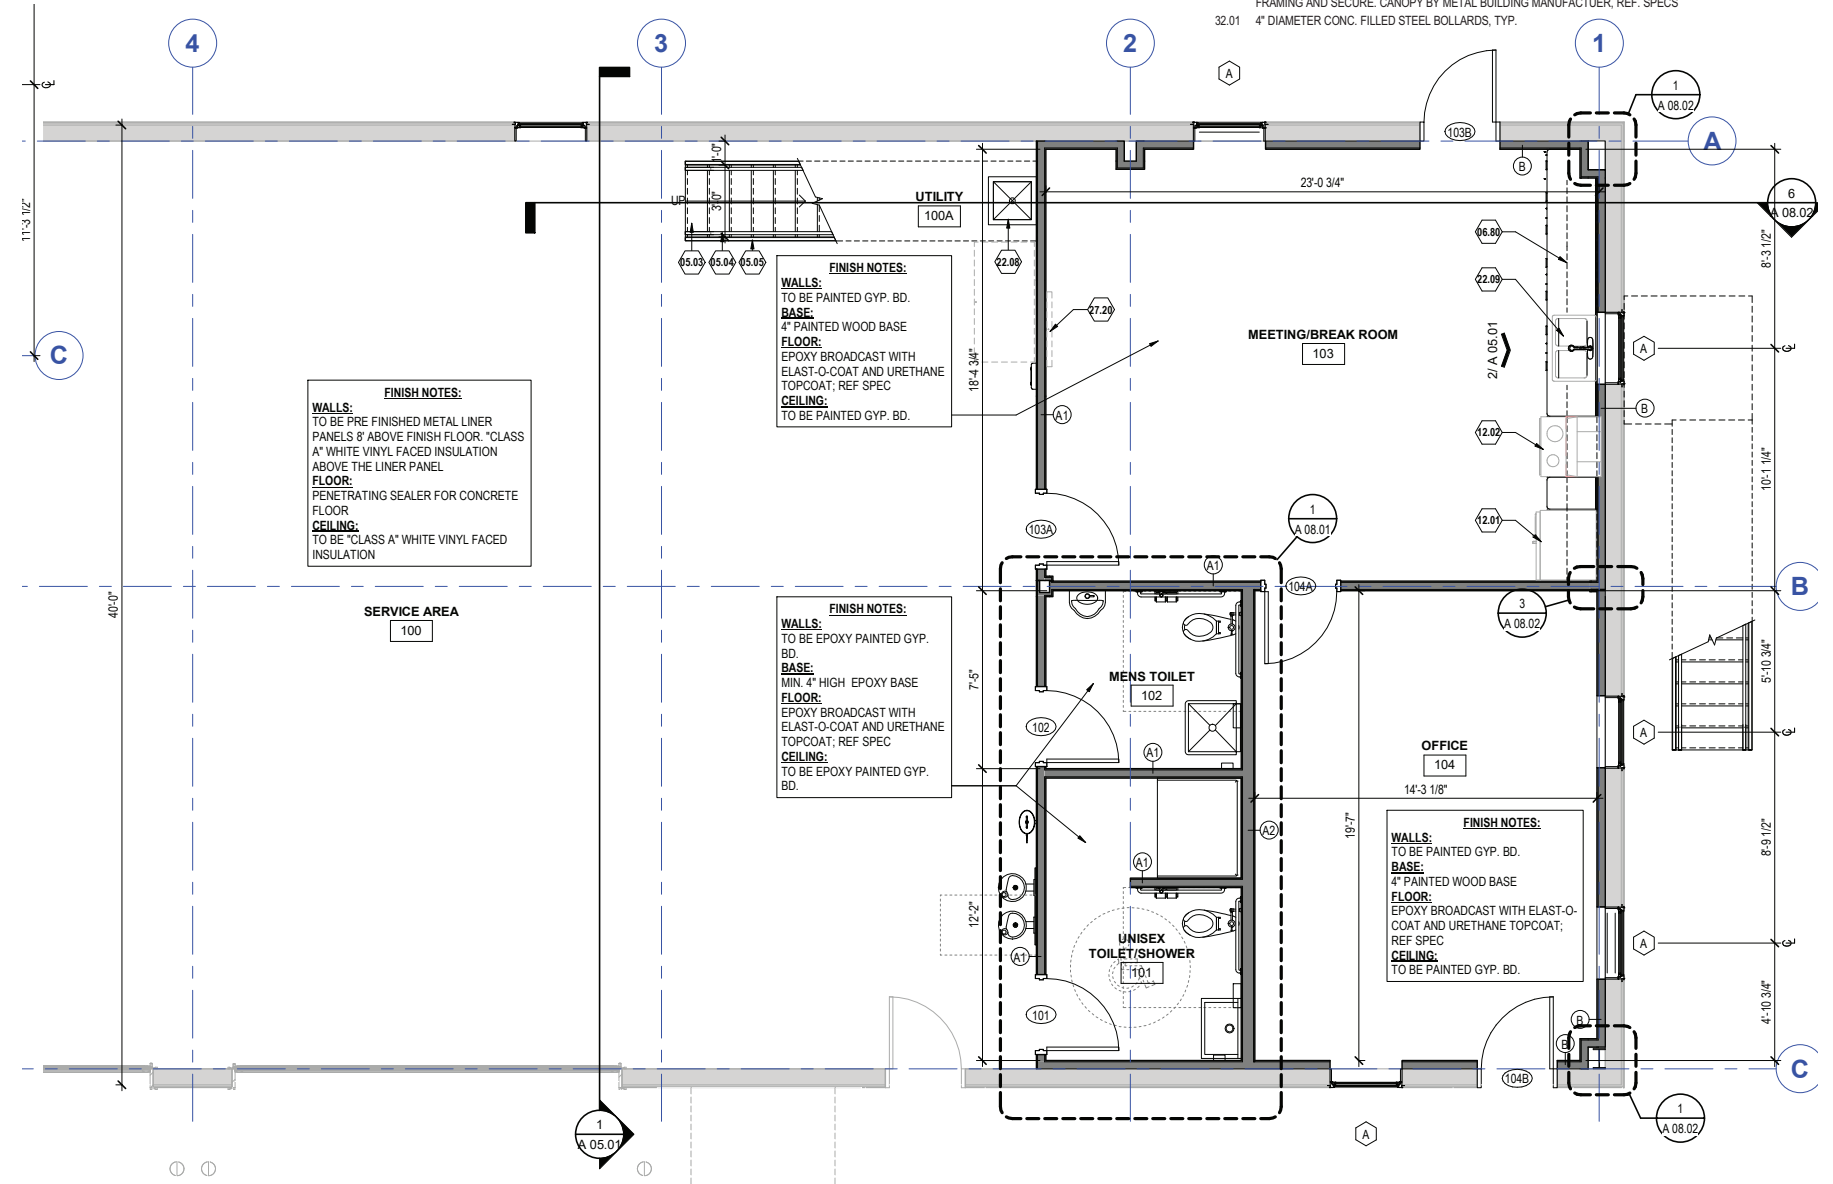 FRAMING AND SECURE. CANOPY BY METAL BUILDING MANUFACTUER, REF. SPECS
32.01 4" DIAMETER CONC. FILLED STEEL BOLLARDS, TYP.
4
3
2
1
A
1
A 08.02
103B
A
B
1'-0"
23'-0 3/4"
UP
3'-0"
UTILITY
100A
6
A 08.02
11'-3 1/2"
06.80
8'-3 1/2"
05.03
05.04
05.05
22.08
22.09
FINISH NOTES:
WALLS:
TO BE PAINTED GYP. BD.
BASE:
4" PAINTED WOOD BASE
FLOOR:
EPOXY BROADCAST WITH
ELAST-O-COAT AND URETHANE
TOPCOAT; REF SPEC
CEILING:
TO BE PAINTED GYP. BD.
27.20
MEETING/BREAK ROOM
103
2/ A 05.01
A
C
18'-4 3/4"
A1
B
FINISH NOTES:
WALLS:
TO BE PRE FINISHED METAL LINER
PANELS 8' ABOVE FINISH FLOOR. "CLASS
A" WHITE VINYL FACED INSULATION
ABOVE THE LINER PANEL
FLOOR:
PENETRATING SEALER FOR CONCRETE
FLOOR
CEILING:
TO BE "CLASS A" WHITE VINYL FACED
INSULATION
12.02
10'-1 1/4"
1
A 08.01
12.01
103A
A1
104A
B
40'-0"
SERVICE AREA
100
3
A 08.02
FINISH NOTES:
WALLS:
TO BE EPOXY PAINTED GYP.
BD.
BASE:
MIN. 4" HIGH EPOXY BASE
FLOOR:
EPOXY BROADCAST WITH
ELAST-O-COAT AND URETHANE
TOPCOAT; REF SPEC
CEILING:
TO BE EPOXY PAINTED GYP.
BD.
7'-5"
MENS TOILET
102
5'-10 3/4"
102
A1
OFFICE
104
A
14'-3 1/8"
19'-7"
A2
8'-9 1/2"
FINISH NOTES:
WALLS:
TO BE PAINTED GYP. BD.
BASE:
4" PAINTED WOOD BASE
FLOOR:
EPOXY BROADCAST WITH ELAST-O-
COAT AND URETHANE TOPCOAT;
REF SPEC
CEILING:
TO BE PAINTED GYP. BD.
A1
12'-2"
UNISEX
TOILET/SHOWER
101
A1
A
101
4'-10 3/4"
B
B
C
104B
1
A 05.01
A
1
A 08.02